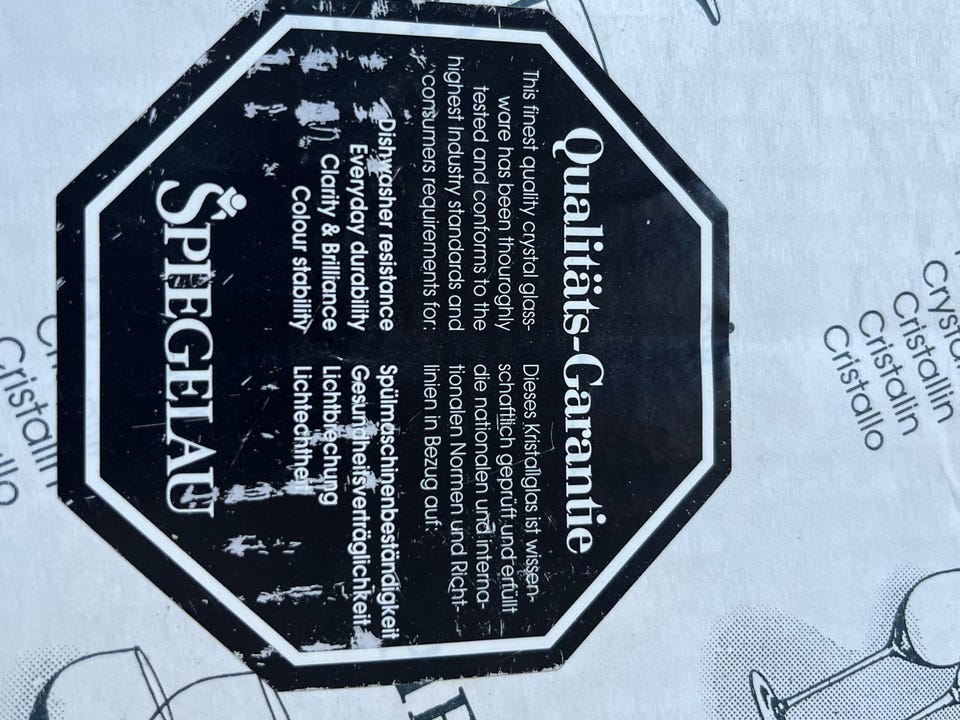 Qualitäts-Garantie
This finest quality crystal glass-
ware has been thouroghly
tested and conforms to the
highest Industry standards and
consumers requirements for:
Dishwasher resistance
Everyday durability
Clarity & Brilliance
Colour stability
Dieses Kristallglas ist wissen-
schaftlich geprüft und erfüllt
die nationalen und interna-
tionalen Normen und Richt-
linien in Bezug auf:
Spülmaschinenbeständigkeit
Gesundheitsverträglichkeit
Lichtbrechung
Lichtechtheit
SPIEGELAU
Cristallin
Cristalin
Cristallo